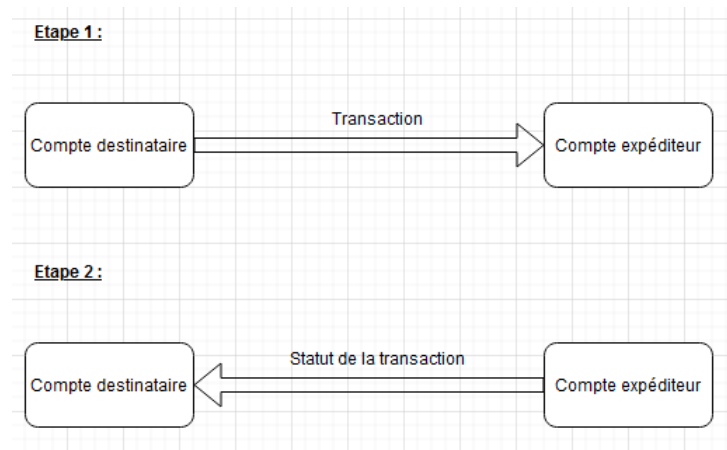 Etape 1 :
Transaction
Compte destinataire
Compte expéditeur
Etape 2 :
Statut de la transaction
Compte destinataire
Compte expéditeur